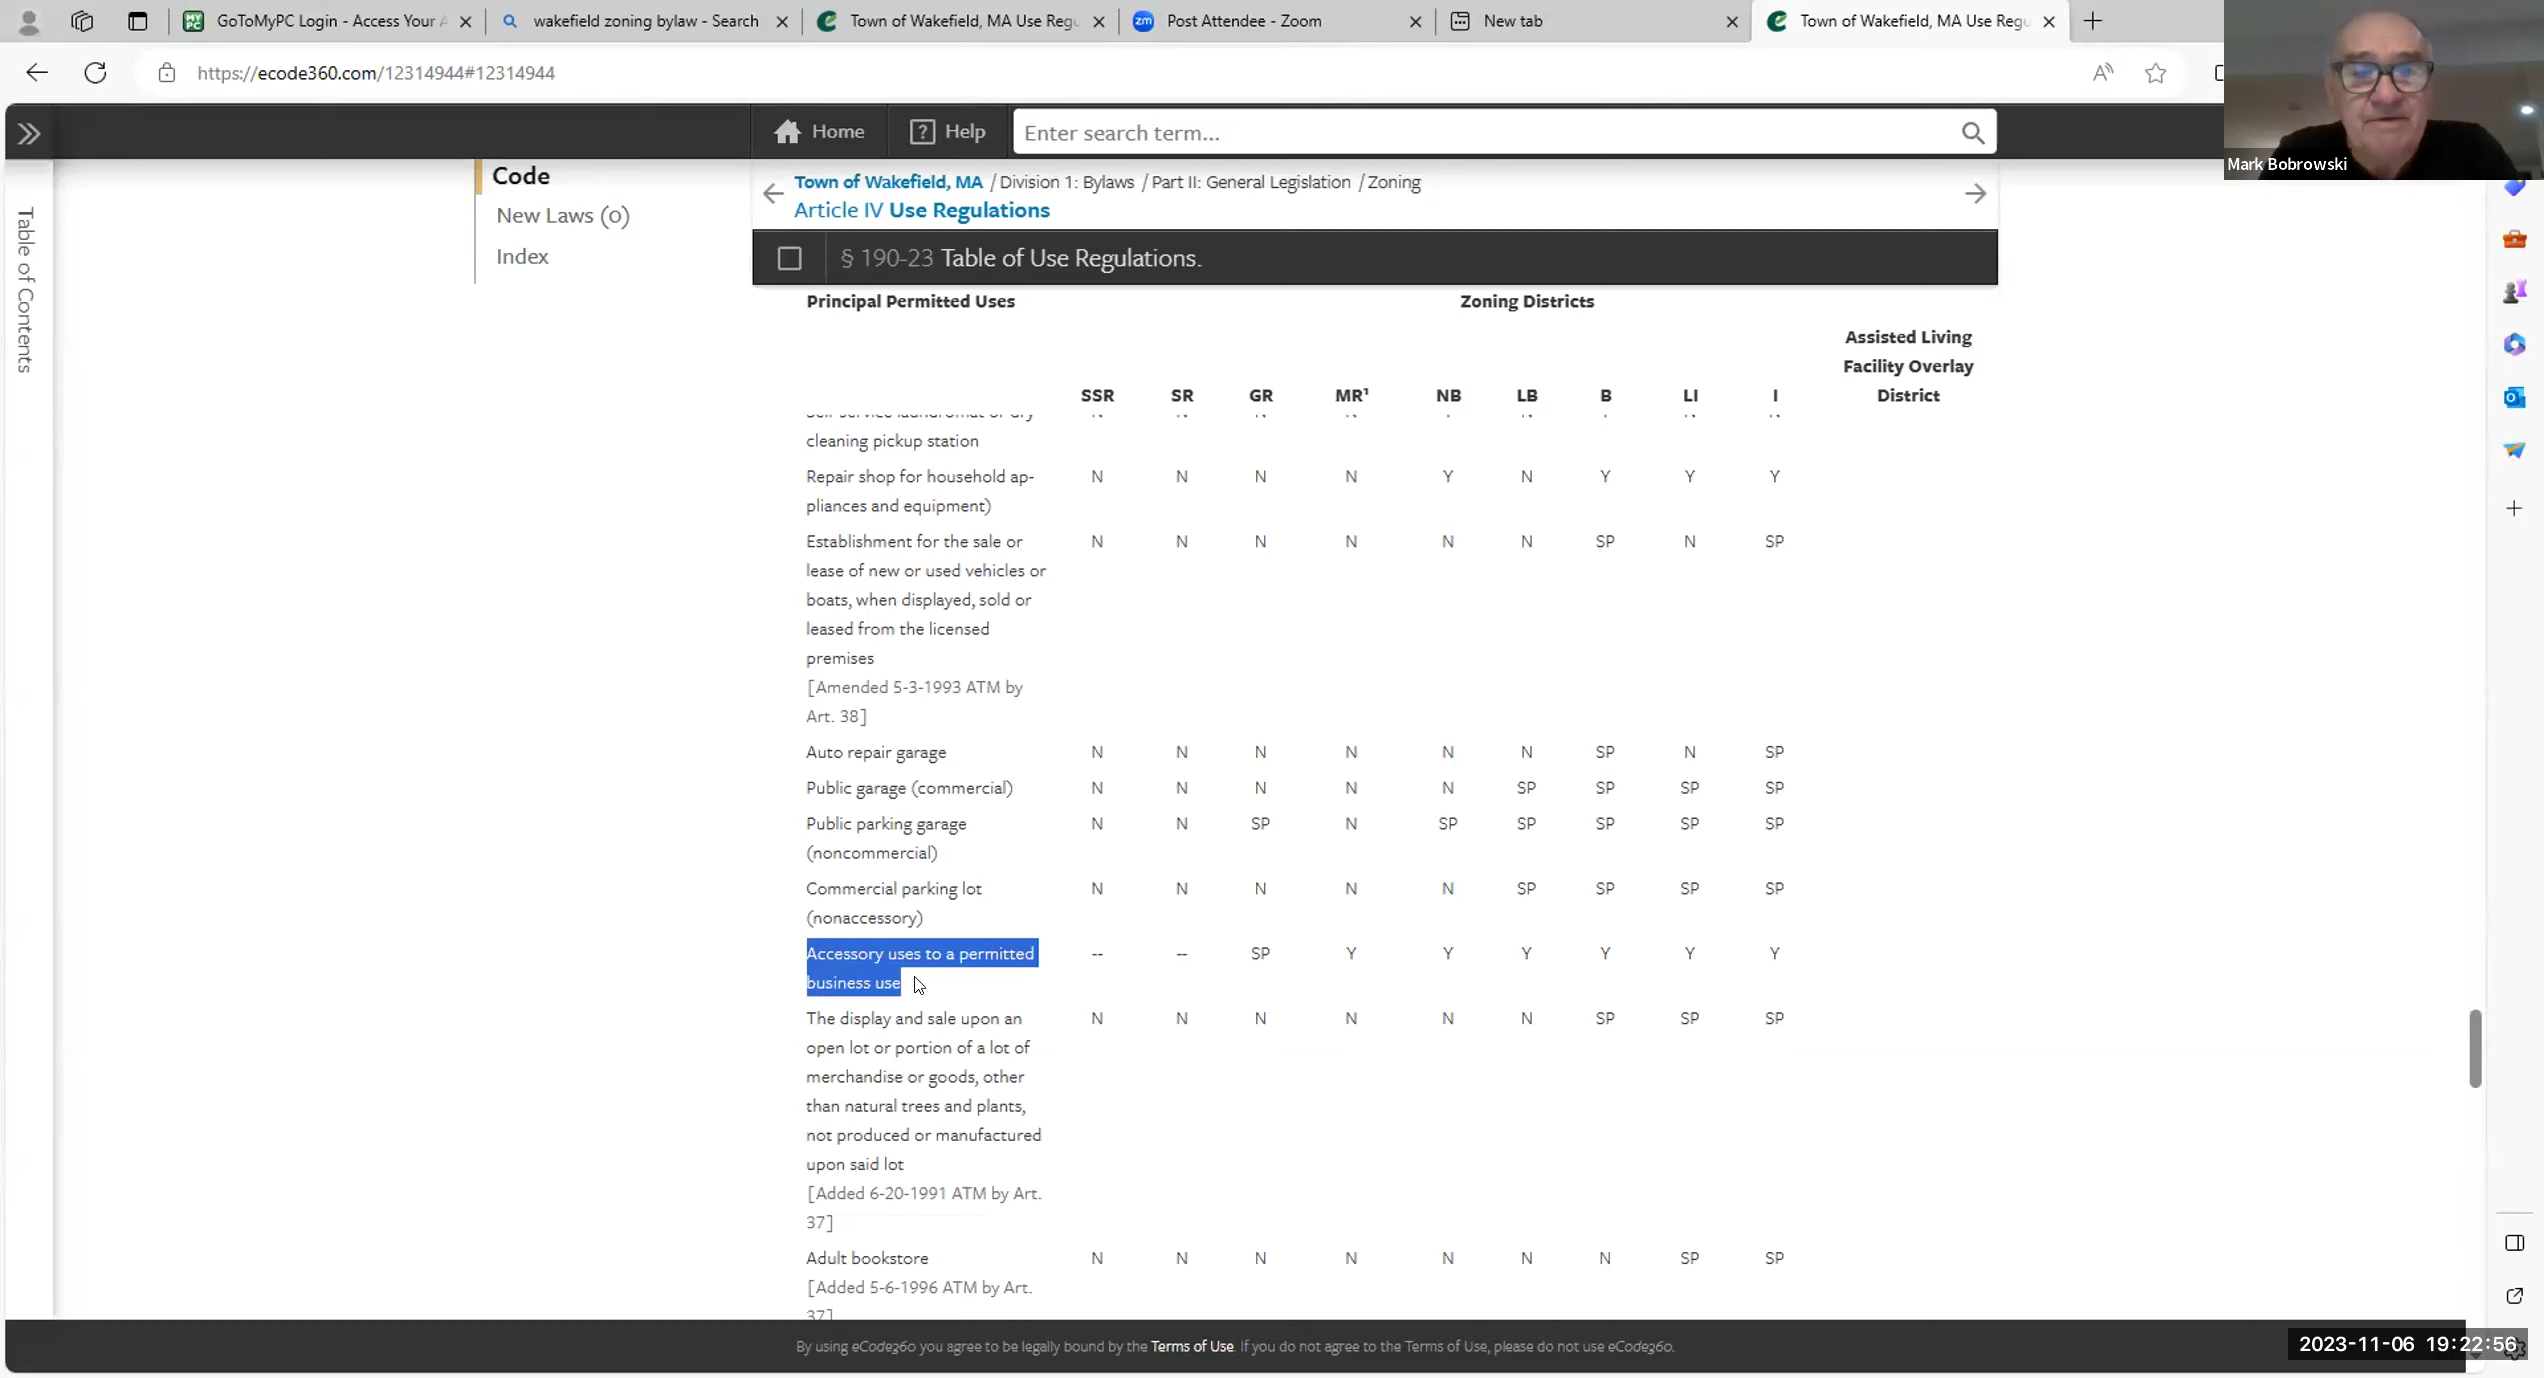 GoToMyPC Login - Access Your A
wakefield zoning bylaw - Search
Town of Wakefield, MA Use Regu
Post Attendee - Zoom
New tab
Town of Wakefield, MA Use Regu
https://ecode360.com/12314944#12314944
Home
Help
Enter search term...
Mark Bobrowski
Table of Contents
Code
New Laws (0)
Index
Town of Wakefield, MA / Division 1: Bylaws / Part II: General Legislation / Zoning
Article IV Use Regulations
§ 190-23 Table of Use Regulations.
Principal Permitted Uses Zoning Districts
Assisted Living
Facility Overlay
SSR SR GR MR¹ NB LB B LI I District
Self-service laundromat or dry
cleaning pickup station
Repair shop for household ap- N N N N Y N Y Y Y
pliances and equipment)
Establishment for the sale or N N N N N N SP N SP
lease of new or used vehicles or
boats, when displayed, sold or
leased from the licensed
premises
[Amended 5-3-1993 ATM by
Art. 38]
Auto repair garage N N N N N N SP N SP
Public garage (commercial) N N N N N SP SP SP SP
Public parking garage N N SP N SP SP SP SP SP
(noncommercial)
Commercial parking lot N N N N N SP SP SP SP
(nonaccessory)
Accessory uses to a permitted -- -- SP Y Y Y Y Y Y
business use
The display and sale upon an N N N N N N SP SP SP
open lot or portion of a lot of
merchandise or goods, other
than natural trees and plants,
not produced or manufactured
upon said lot
[Added 6-20-1991 ATM by Art.
37]
Adult bookstore N N N N N N N SP SP
[Added 5-6-1996 ATM by Art.
37]
By using eCode360 you agree to be legally bound by the Terms of Use. If you do not agree to the Terms of Use, please do not use eCode360.
2023-11-06 19:22:56